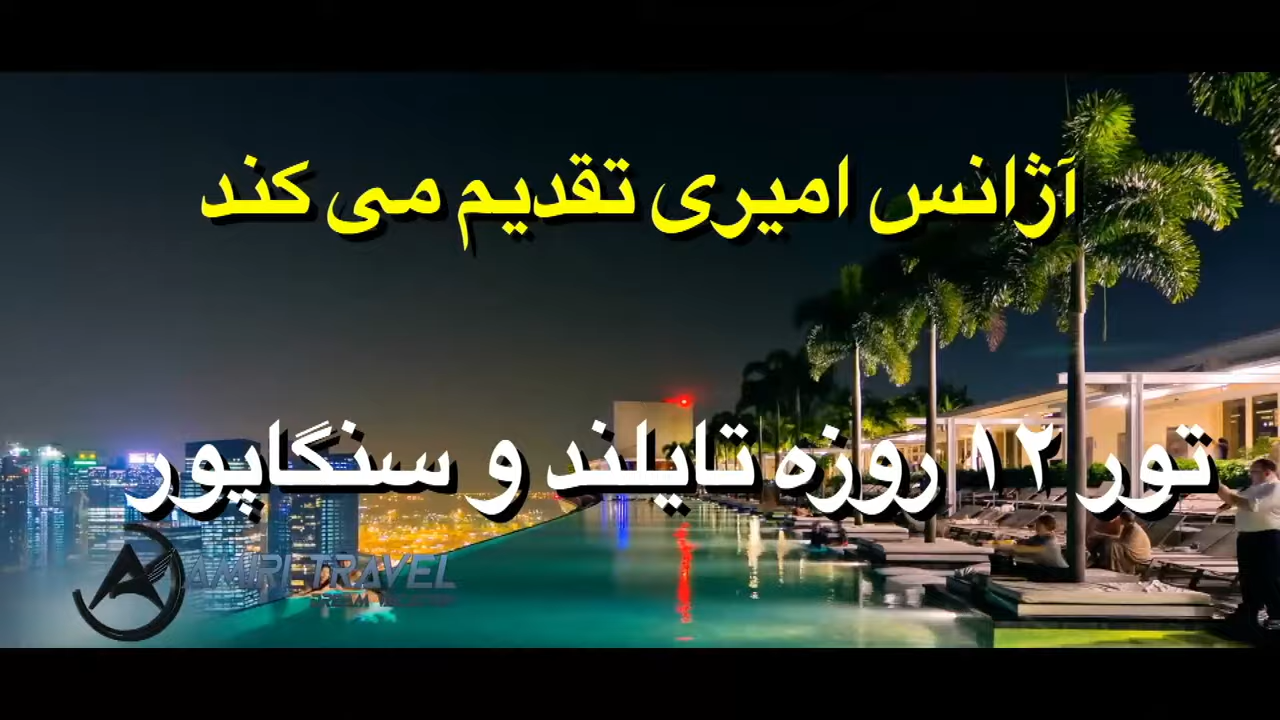 آژانس امیری تقدیم می کند
تور ۱۲ روزه تایلند و سنگاپور
AMIRI TRAVEL